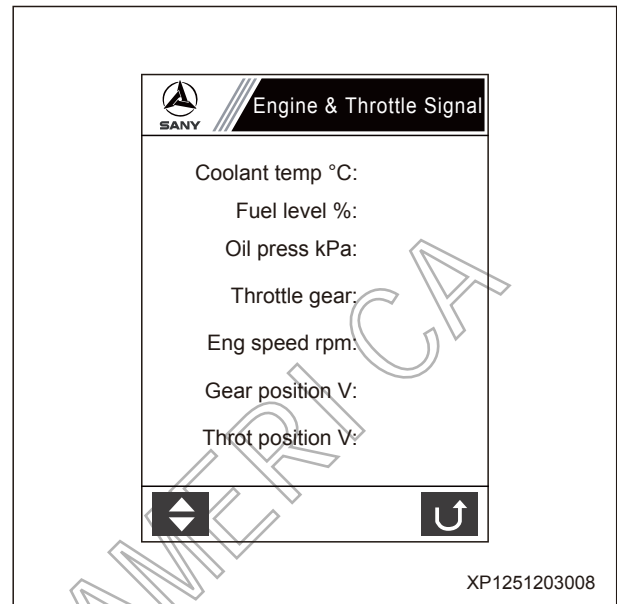 SANY
Engine & Throttle Signal
Coolant temp °C:
Fuel level %:
Oil press kPa:
Throttle gear:
Eng speed rpm:
Gear position V:
Throt position V:
AMERICA
XP1251203008